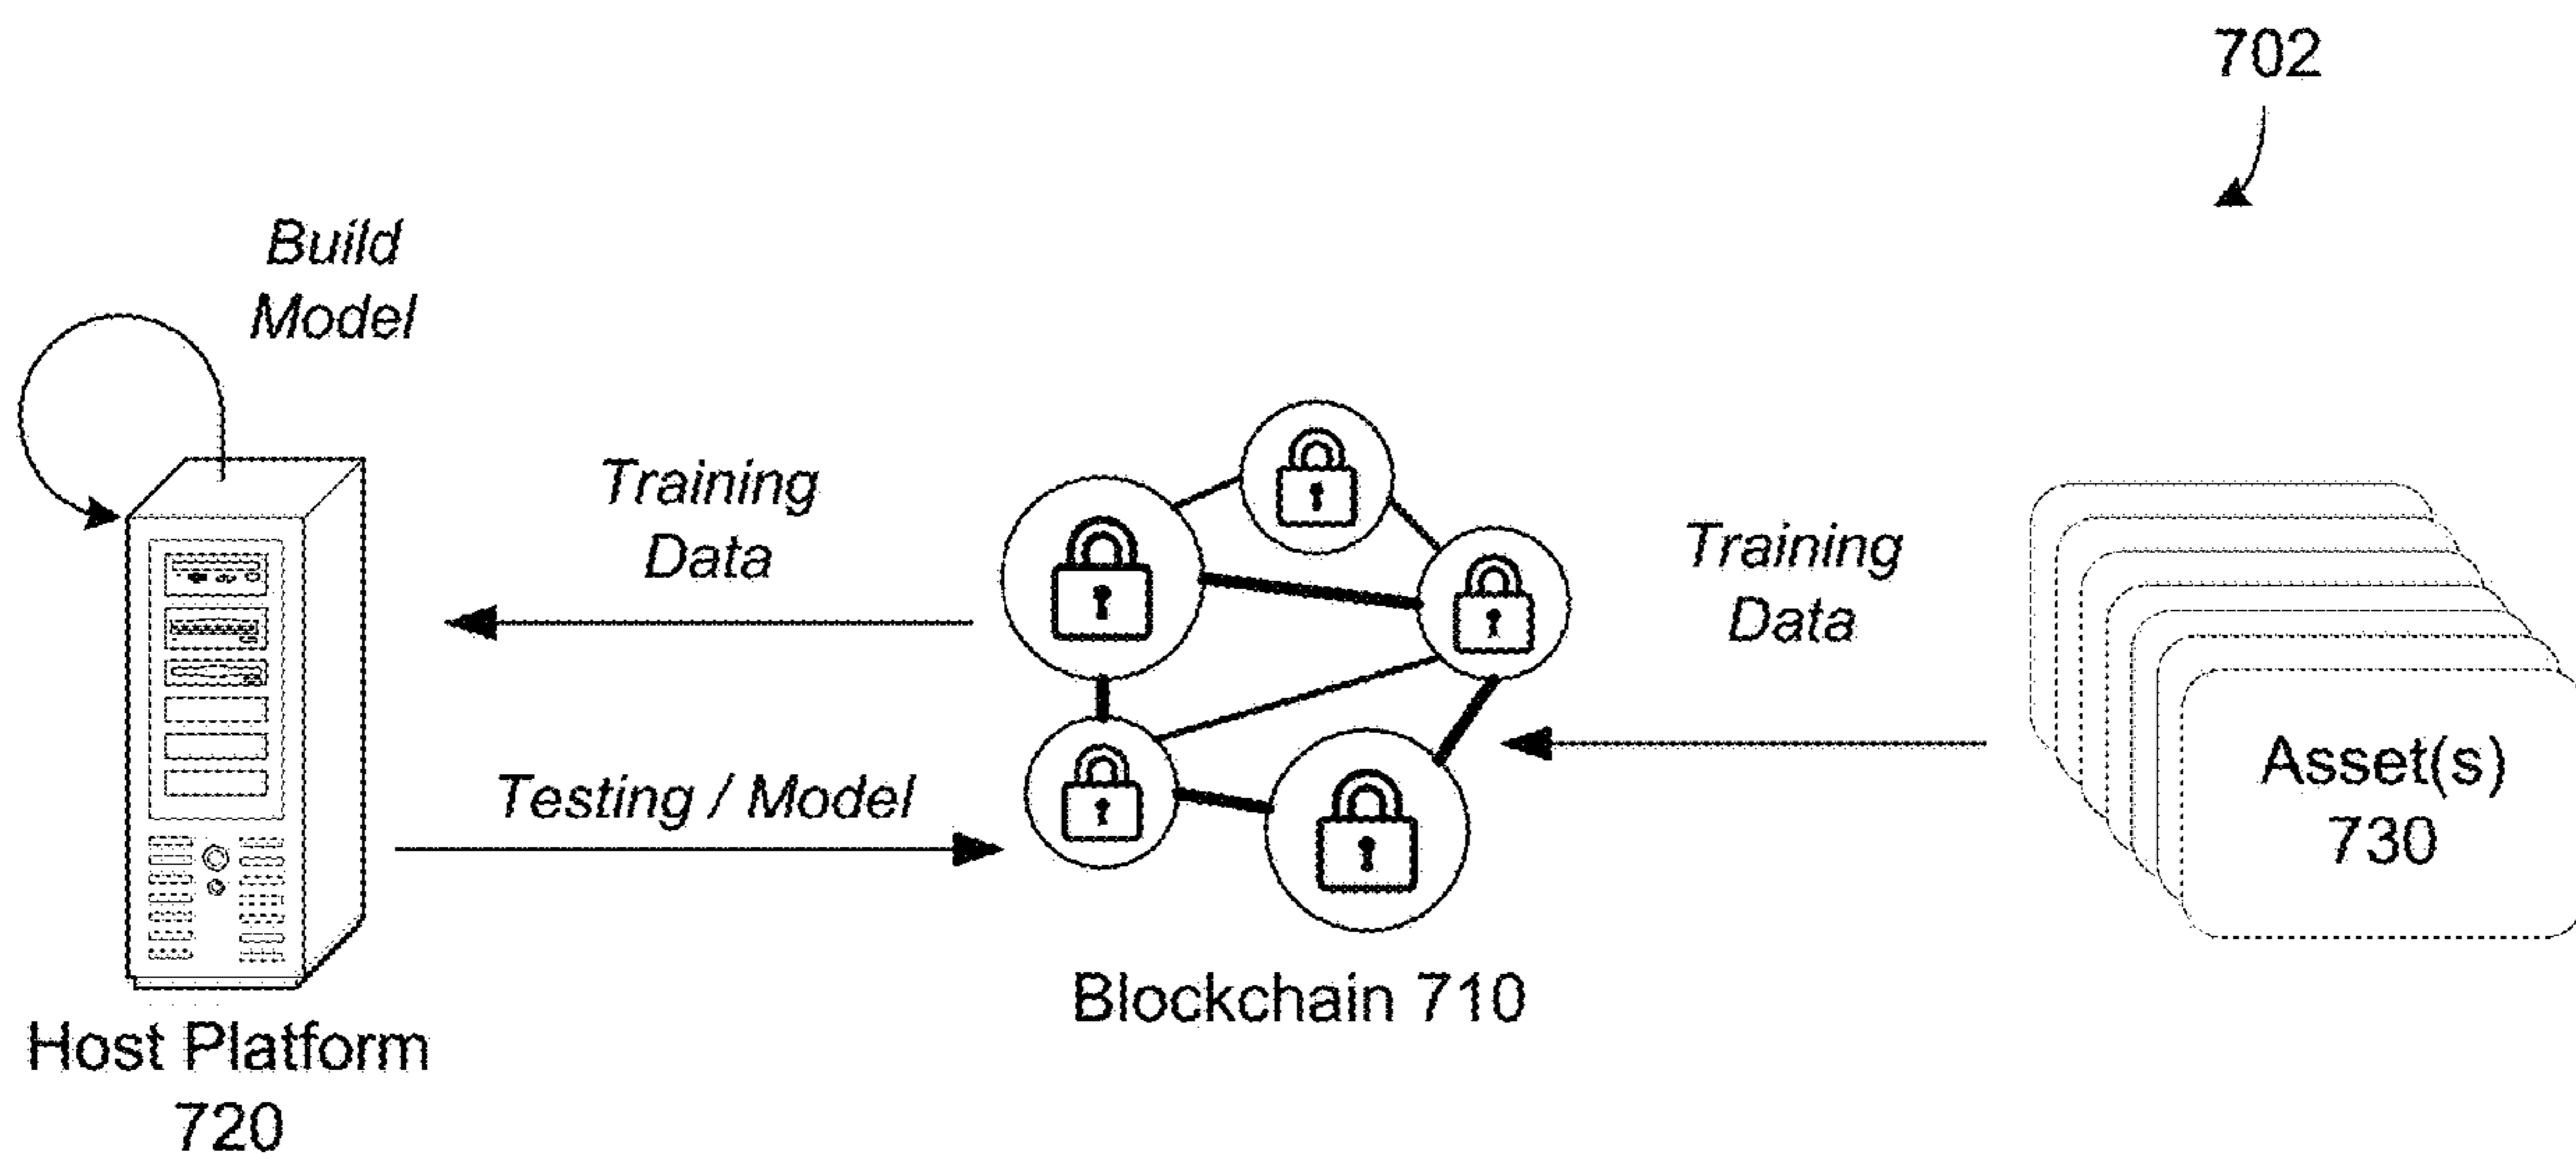 702
Build
Model
Training
Data
Training
Data
Testing / Model
Asset(s)
730
Blockchain 710
Host Platform
720